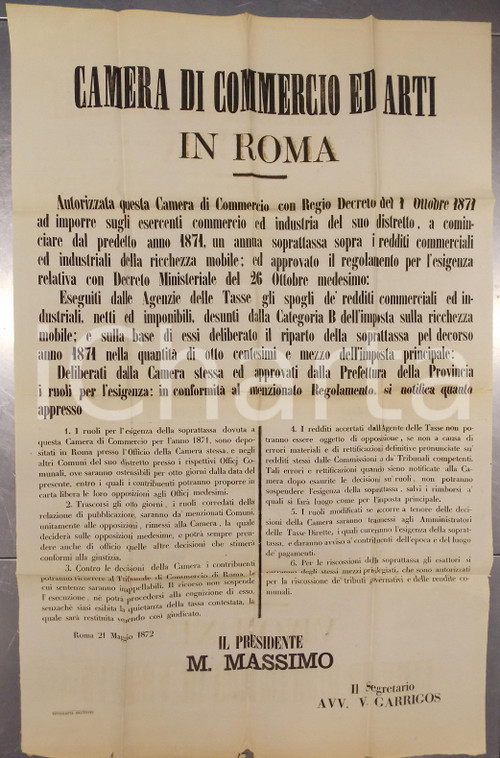 CAMERA DI COMMERCIO ED ARTI
IN ROMA
Autorizzata questa Camera di Commercio con Regio Decreto del 1 Ottobre 1871
ad imporre sugli esercenti commercio ed industria del suo distretto, a comin-
ciare dal predetto anno 1871, un annua soprattassa sopra i redditi commerciali
ed industriali della ricchezza mobile; ed approvato il regolamento per l'esigenza
relativa con Decreto Ministeriale del 26 Ottobre medesimo:
Eseguiti dalle Agenzie delle Tasse gli spogli de' redditi commerciali ed in-
dustriali, netti ed imponibili, desunti dalla Categoria B dell'imposta sulla ricchezza
mobile; e sulla base di essi deliberato il riparto della soprattassa pel decorso
anno 1871 nella quantità di otto centesimi e mezzo dell'imposta principale:
Deliberati dalla Camera stessa ed approvati dalla Prefettura della Provincia
i ruoli per l'esigenza: in conformità al menzionato Regolamento, si notifica quanto
appresso
1. I ruoli per l'esigenza della soprattassa dovuta a
questa Camera di Commercio per l'anno 1871, sono depo-
sitati in Roma presso l'Officio della Camera stessa, e negli
altri Comuni del suo distretto presso i rispettivi Officj Co-
munali, ove saranno ostensibili per otto giorni dalla data del
presente, entro i quali i contribuenti potranno proporre in
carta libera le loro opposizioni agli Officj medesimi.
2. Trascorsi gli otto giorni, i ruoli corredati della
relazione di pubblicazione, saranno da' menzionati Comuni,
unitamente alle opposizioni, rimessi alla Camera, la quale
deciderà sulle opposizioni medesime, e potrà sempre pren-
dere anche di officio quelle altre decisioni che stimerà
conformi alla giustizia.
3. Contro le decisioni della Camera i contribuenti
potranno ricorrere al Tribunale di Commercio di Roma le
cui sentenze saranno inappellabili. Il ricorso non sospende
l'esecuzione, nè potrà procedersi alla cognizione di esso,
senzachè siasi esibita la quietanza della tassa contestata, la
quale sarà restituita venendo così giudicato.
4. I redditi accertati dall'Agente delle Tasse non po-
tranno essere oggetto di opposizione, se non a causa di
errori materiali e di rettificazioni definitive pronunciate su'
redditi stessi dalle Commissioni o da' Tribunali competenti.
Tali errori e rettificazioni quando sieno notificate alla Ca-
mera dopo esaurite le decisioni su' ruoli, non potranno
sospendere l'esigenza della soprattassa, salvi i rimborsi a'
quali si farà luogo come per l'imposta principale.
5. I ruoli modificati se occorre a tenore delle deci-
sioni della Camera saranno trasmessi agli Amministratori
delle Tasse Dirette, i quali cureranno l'esigenza della soprat-
tassa, e daranno avviso a' contribuenti dell'epoca e del luogo
de' pagamenti.
6. Per le riscossioni della soprattassa gli esattori si
degli stessi mezzi privilegiati, che sono autorizzati
per la riscossione de' tributi governativi e delle rendite co-
munali.
Roma 21 Maggio 1872
IL PRESIDENTE
M. MASSIMO
Il Segretario
AVV. V. GARRIGOS
iCharta